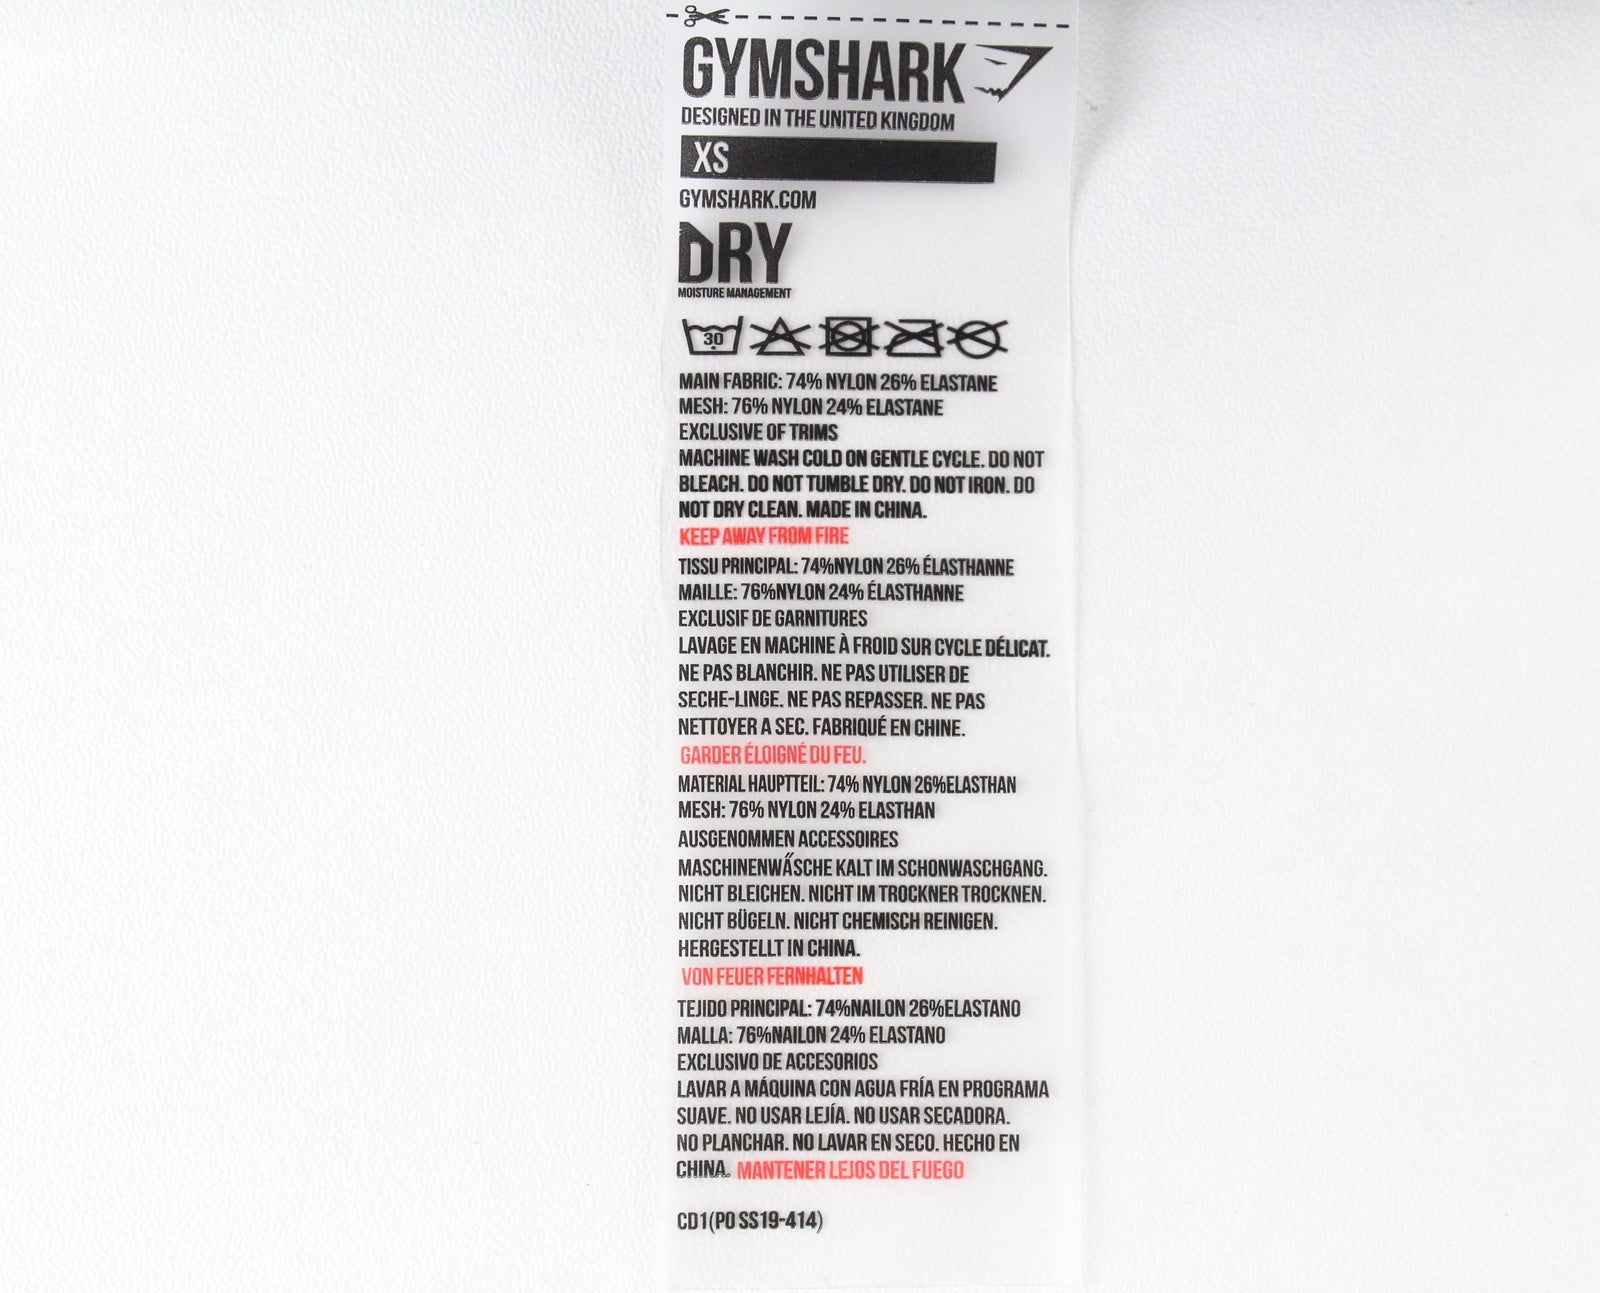 GYMSHARK
DESIGNED IN THE UNITED KINGDOM
XS
GYMSHARK.COM
DRY
MOISTURE MANAGEMENT
30
MAIN FABRIC: 74% NYLON 26% ELASTANE
MESH: 76% NYLON 24% ELASTANE
EXCLUSIVE OF TRIMS
MACHINE WASH COLD ON GENTLE CYCLE. DO NOT
BLEACH. DO NOT TUMBLE DRY. DO NOT IRON. DO
NOT DRY CLEAN. MADE IN CHINA.
KEEP AWAY FROM FIRE
TISSU PRINCIPAL: 74%NYLON 26% ÉLASTHANNE
MAILLE: 76%NYLON 24% ÉLASTHANNE
EXCLUSIF DE GARNITURES
LAVAGE EN MACHINE À FROID SUR CYCLE DÉLICAT.
NE PAS BLANCHIR. NE PAS UTILISER DE
SECHE-LINGE. NE PAS REPASSER. NE PAS
NETTOYER A SEC. FABRIQUÉ EN CHINE.
GARDER ÉLOIGNÉ DU FEU.
MATERIAL HAUPTTEIL: 74% NYLON 26%ELASTHAN
MESH: 76% NYLON 24% ELASTHAN
AUSGENOMMEN ACCESSOIRES
MASCHINENWA̋SCHE KALT IM SCHONWASCHGANG.
NICHT BLEICHEN. NICHT IM TROCKNER TROCKNEN.
NICHT BÜGELN. NICHT CHEMISCH REINIGEN.
HERGESTELLT IN CHINA.
VON FEUER FERNHALTEN
TEJIDO PRINCIPAL: 74%NAILON 26%ELASTANO
MALLA: 76%NAILON 24% ELASTANO
EXCLUSIVO DE ACCESORIOS
LAVAR A MÁQUINA CON AGUA FRÍA EN PROGRAMA
SUAVE. NO USAR LEJÍA. NO USAR SECADORA.
NO PLANCHAR. NO LAVAR EN SECO. HECHO EN
CHINA. MANTENER LEJOS DEL FUEGO
CD1(PO SS19-414)